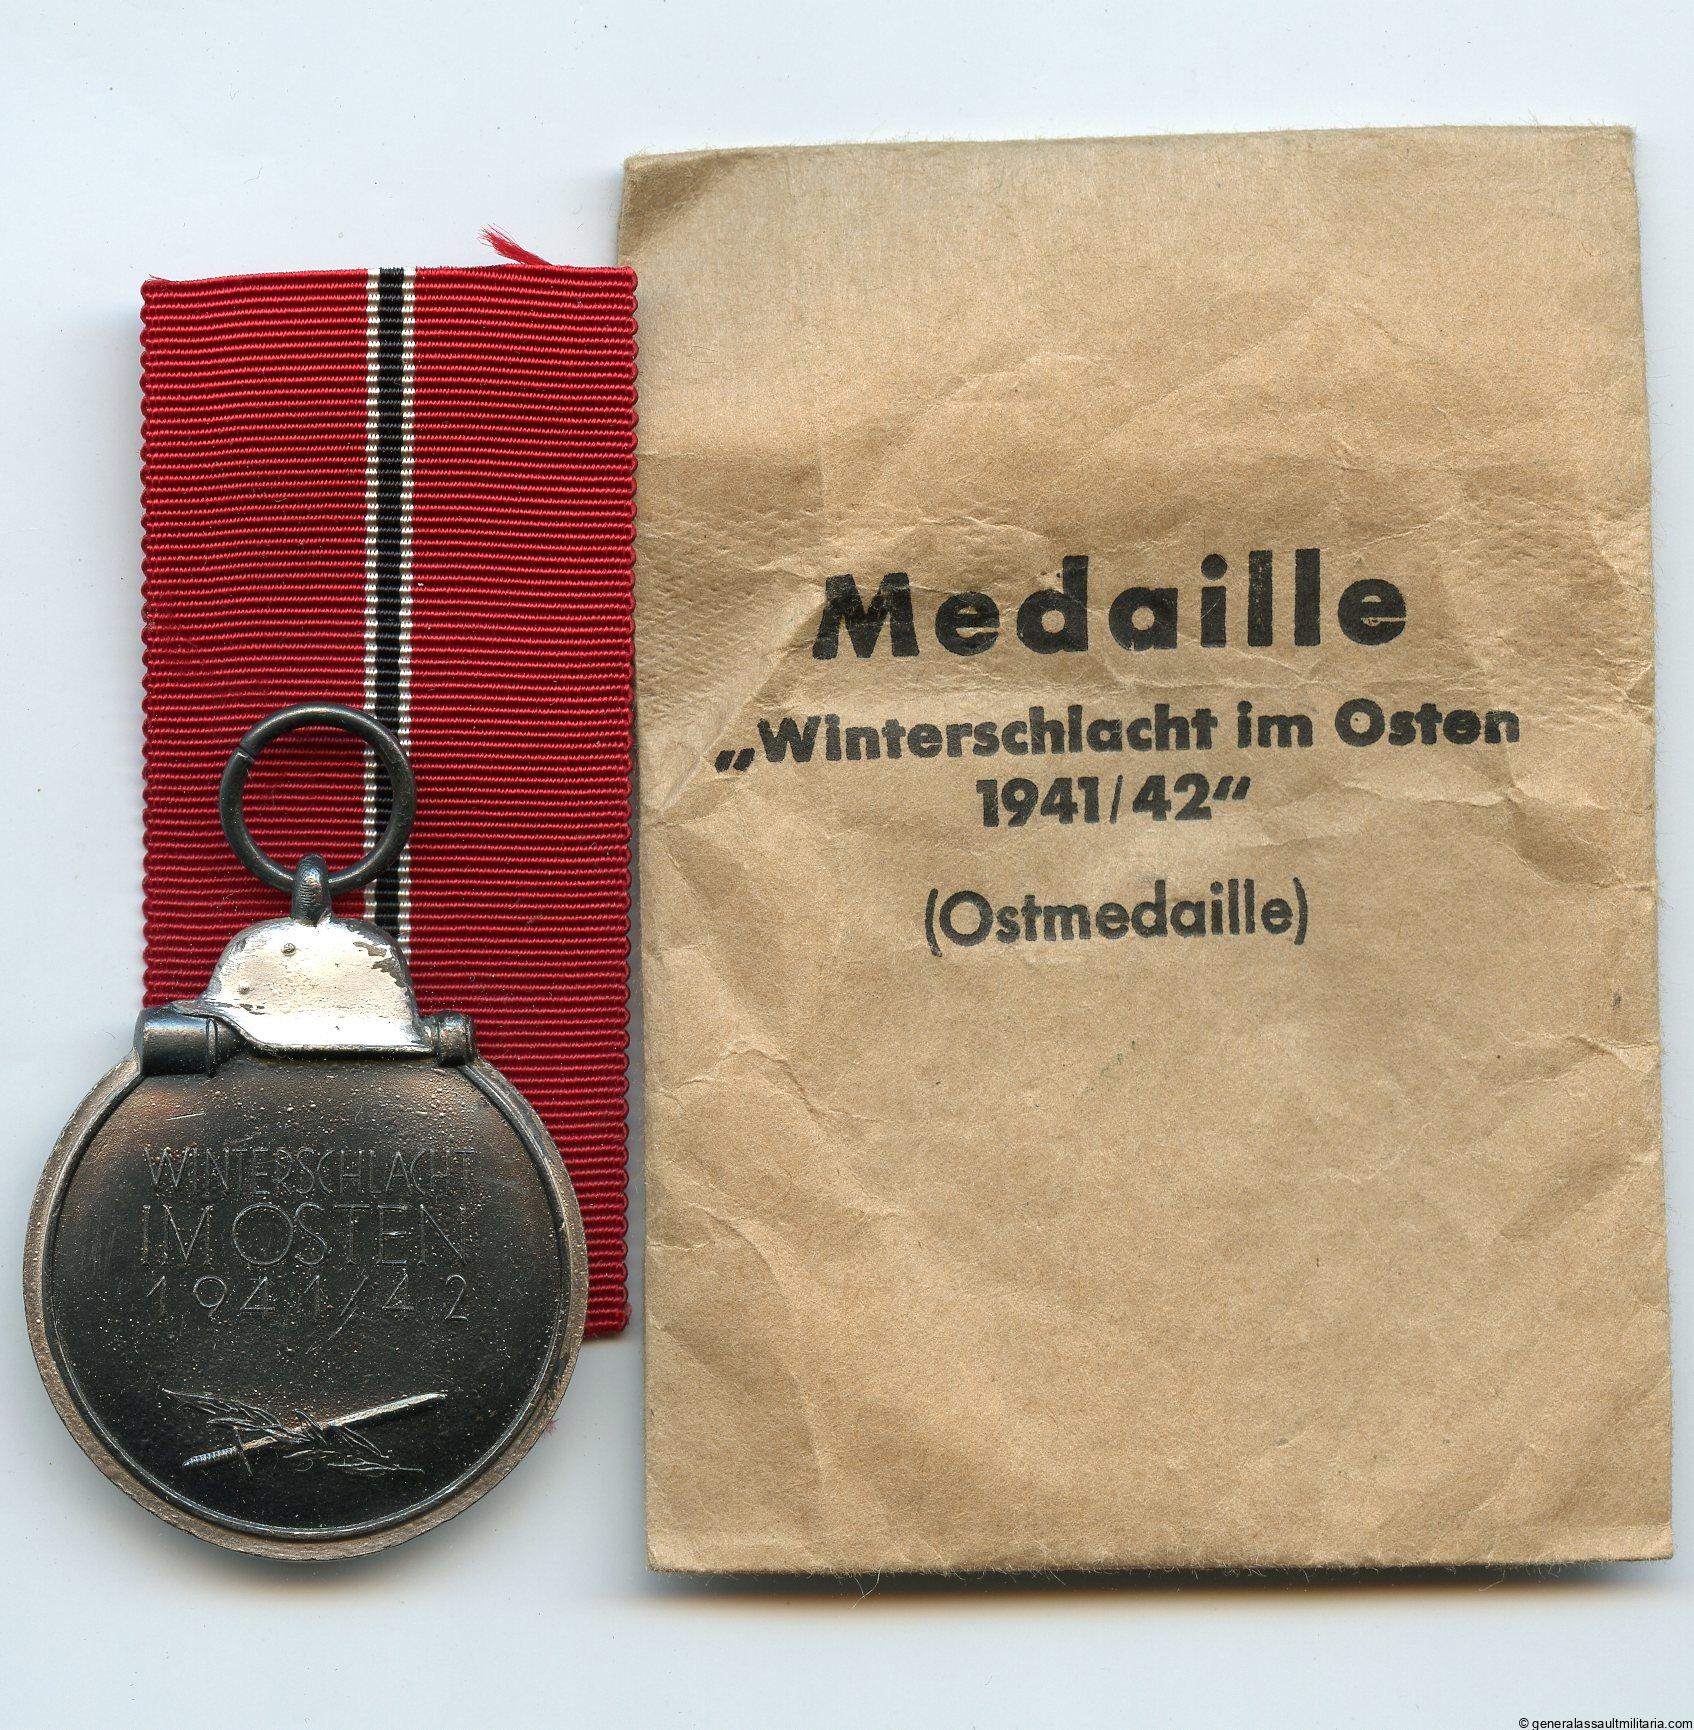 Medaille
„Winterschlacht im Osten
1941/42“
(Ostmedaille)
WINTERSCHLACHT
IM OSTEN
1941/42
© generalassaultmilitaria.com